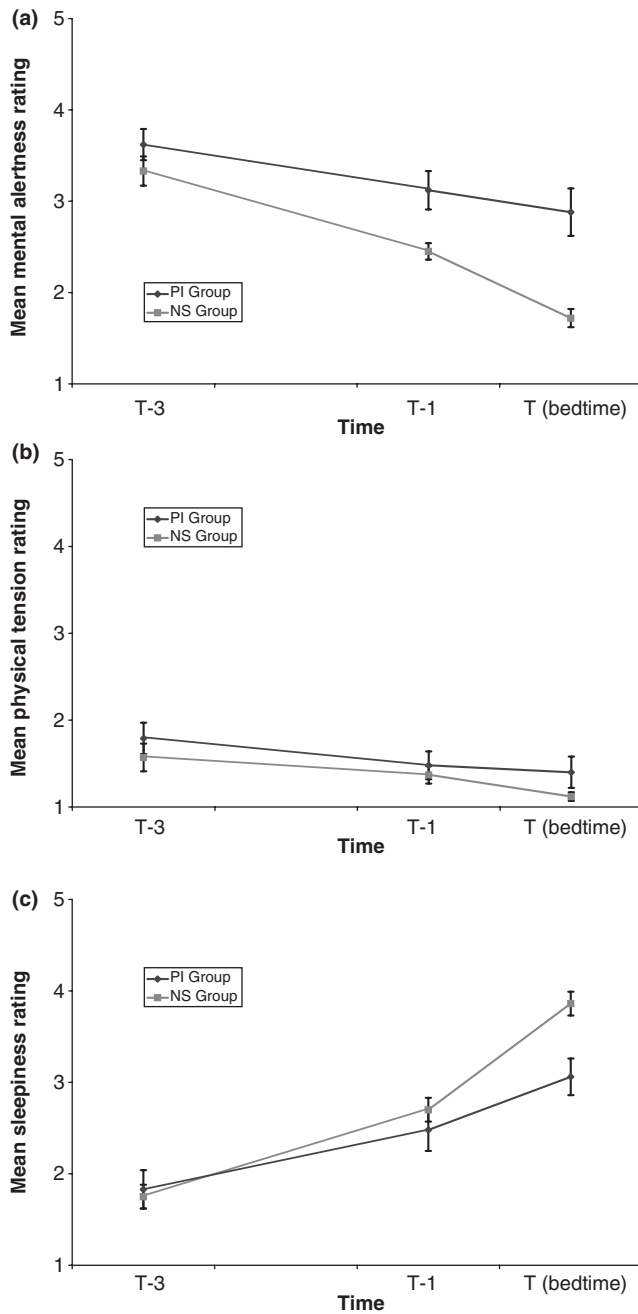 (a)
5
4
3
2
1
Mean mental alertness rating
PI Group
NS Group
T-3
T-1
T (bedtime)
Time
(b)
5
4
3
2
1
Mean physical tension rating
PI Group
NS Group
T-3
T-1
T (bedtime)
Time
(c)
5
4
3
2
1
Mean sleepiness rating
PI Group
NS Group
T-3
T-1
T (bedtime)
Time